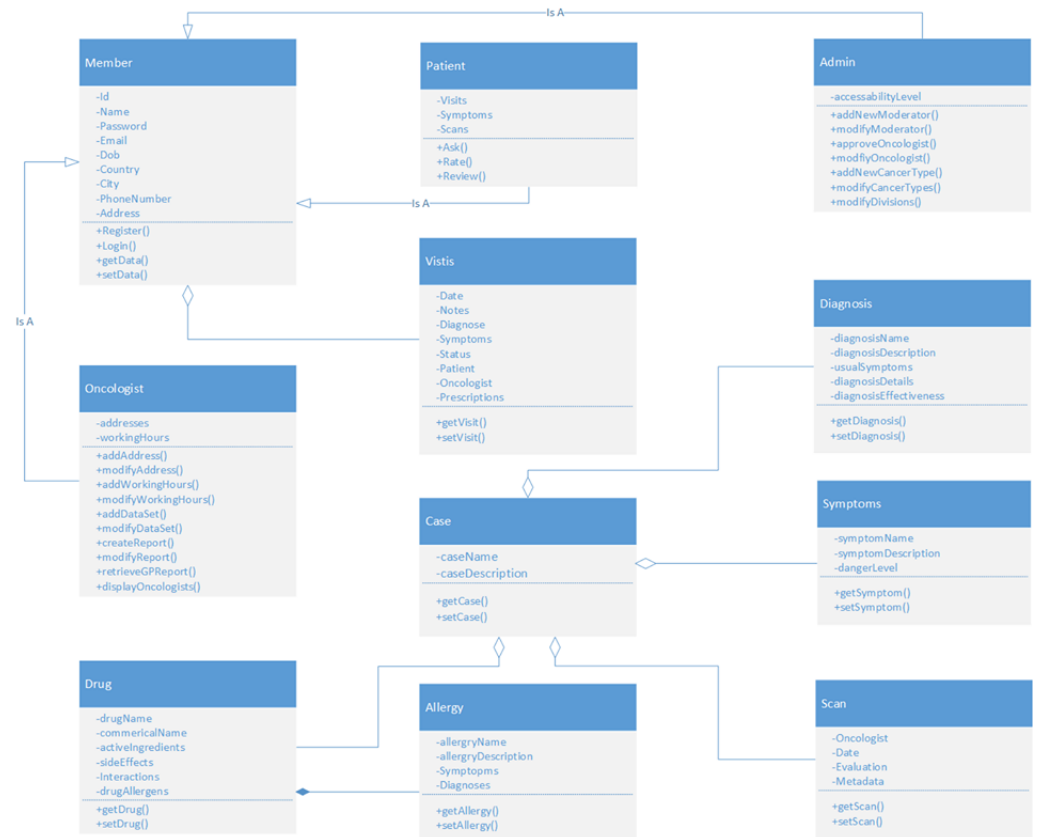 Is A
Member
-Id
-Name
-Password
-Email
-Dob
-Country
-City
-PhoneNumber
-Address
+Register()
+Login()
+getData()
+setData()
Patient
-Visits
-Symptoms
-Scans
+Ask()
+Rate()
+Review()
Is A
Admin
-accessabilityLevel
+addNewModerator()
+modifyModerator()
+approveOncologist()
+modfiyOncologist()
+addNewCancerType()
+modifyCancerTypes()
+modifyDivisions()
Is A
Vistis
-Date
-Notes
-Diagnose
-Symptoms
-Status
-Patient
-Oncologist
-Prescriptions
+getVisit()
+setVisit()
Diagnosis
-diagnosisName
-diagnosisDescription
-usualSymptoms
-diagnosisDetails
-diagnosisEffectiveness
+getDiagnosis()
+setDiagnosis()
Oncologist
-addresses
-workingHours
+addAddress()
+modifyAddress()
+addWorkingHours()
+modifyWorkingHours()
+addDataSet()
+modifyDataSet()
+createReport()
+modifyReport()
+retrieveGPReport()
+displayOncologists()
Case
-caseName
-caseDescription
+getCase()
+setCase()
Symptoms
-symptomName
-symptomDescription
-dangerLevel
+getSymptom()
+setSymptom()
Drug
-drugName
-commericalName
-activeIngredients
-sideEffects
-Interactions
-drugAllergens
+getDrug()
+setDrug()
Allergy
-allergryName
-allergryDescription
-Symptopms
-Diagnoses
+getAllergy()
+setAllergy()
Scan
-Oncologist
-Date
-Evaluation
-Metadata
+getScan()
+setScan()